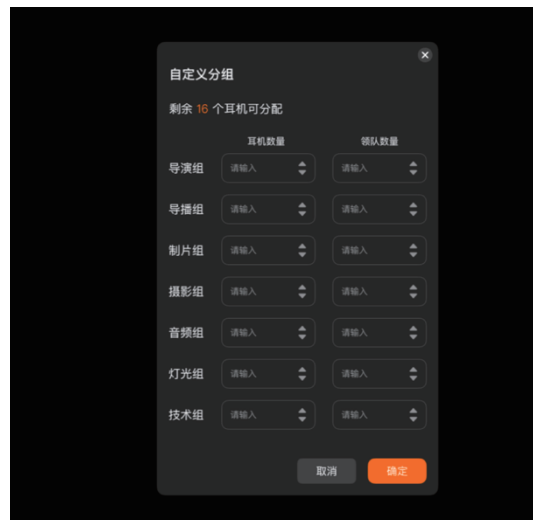 自定义分组
剩余 16 个耳机可分配
耳机数量 领队数量
导演组 请输入 请输入
导播组 请输入 请输入
制片组 请输入 请输入
摄影组 请输入 请输入
音频组 请输入 请输入
灯光组 请输入 请输入
技术组 请输入 请输入
取消 确定